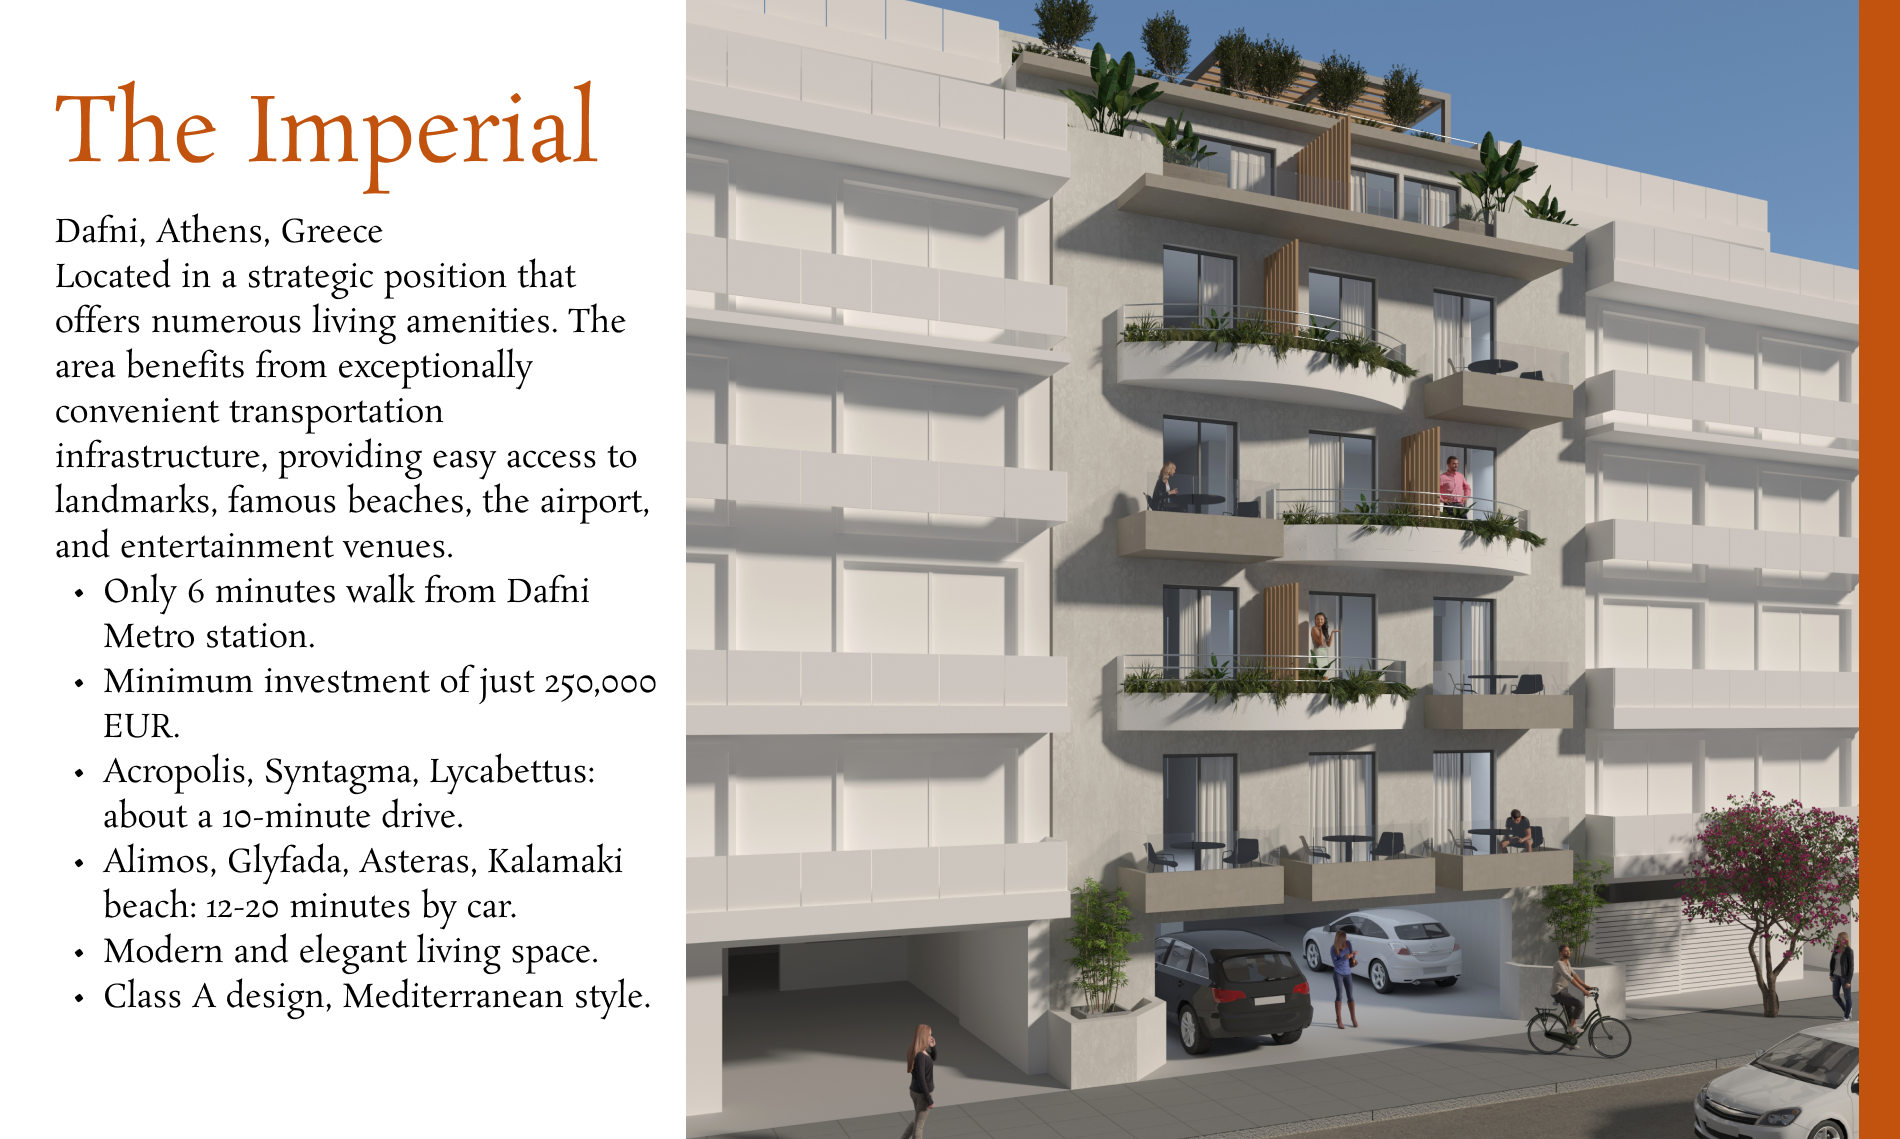 The Imperial
Dafni, Athens, Greece
Located in a strategic position that
offers numerous living amenities. The
area benefits from exceptionally
convenient transportation
infrastructure, providing easy access to
landmarks, famous beaches, the airport,
and entertainment venues.
• Only 6 minutes walk from Dafni
Metro station.
• Minimum investment of just 250,000
EUR.
• Acropolis, Syntagma, Lycabettus:
about a 10-minute drive.
• Alimos, Glyfada, Asteras, Kalamaki
beach: 12-20 minutes by car.
• Modern and elegant living space.
• Class A design, Mediterranean style.